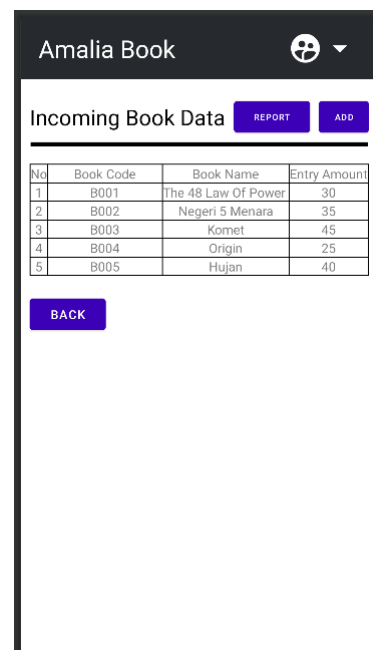 Amalia Book
Incoming Book Data REPORT ADD
No Book Code Book Name Entry Amount
1 B001 The 48 Law Of Power 30
2 B002 Negeri 5 Menara 35
3 B003 Komet 45
4 B004 Origin 25
5 B005 Hujan 40
BACK